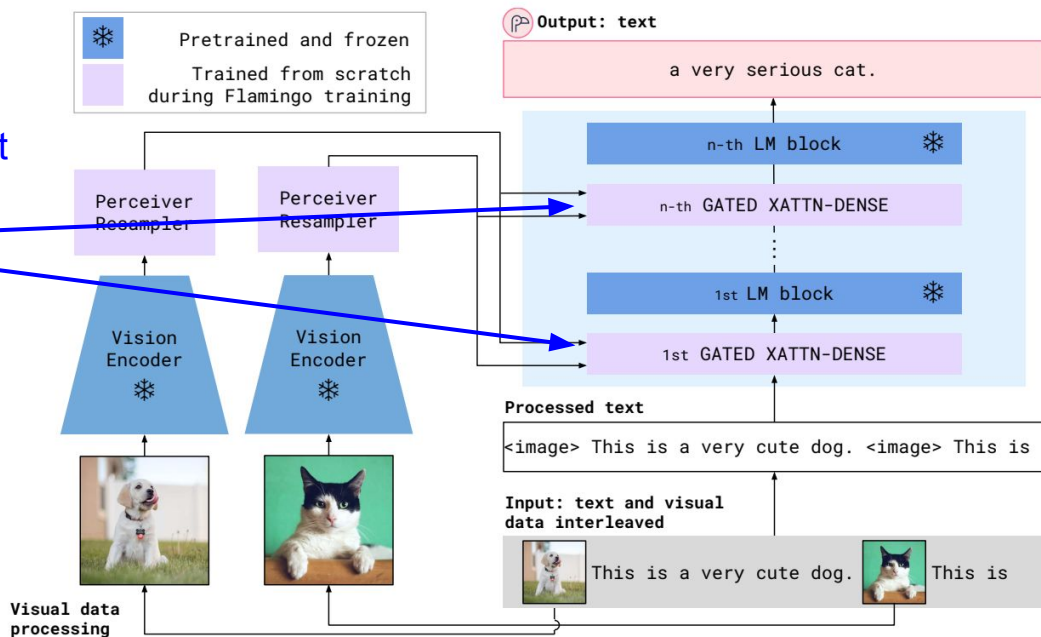 Pretrained and frozen
Trained from scratch
during Flamingo training
Output: text
a very serious cat.
n-th LM block
n-th GATED XATTN-DENSE
1st LM block
1st GATED XATTN-DENSE
Perceiver
Resampler
Perceiver
Resampler
Vision
Encoder
Vision
Encoder
Processed text
<image> This is a very cute dog. <image> This is
Input: text and visual
data interleaved
This is a very cute dog.
This is
Visual data
processing